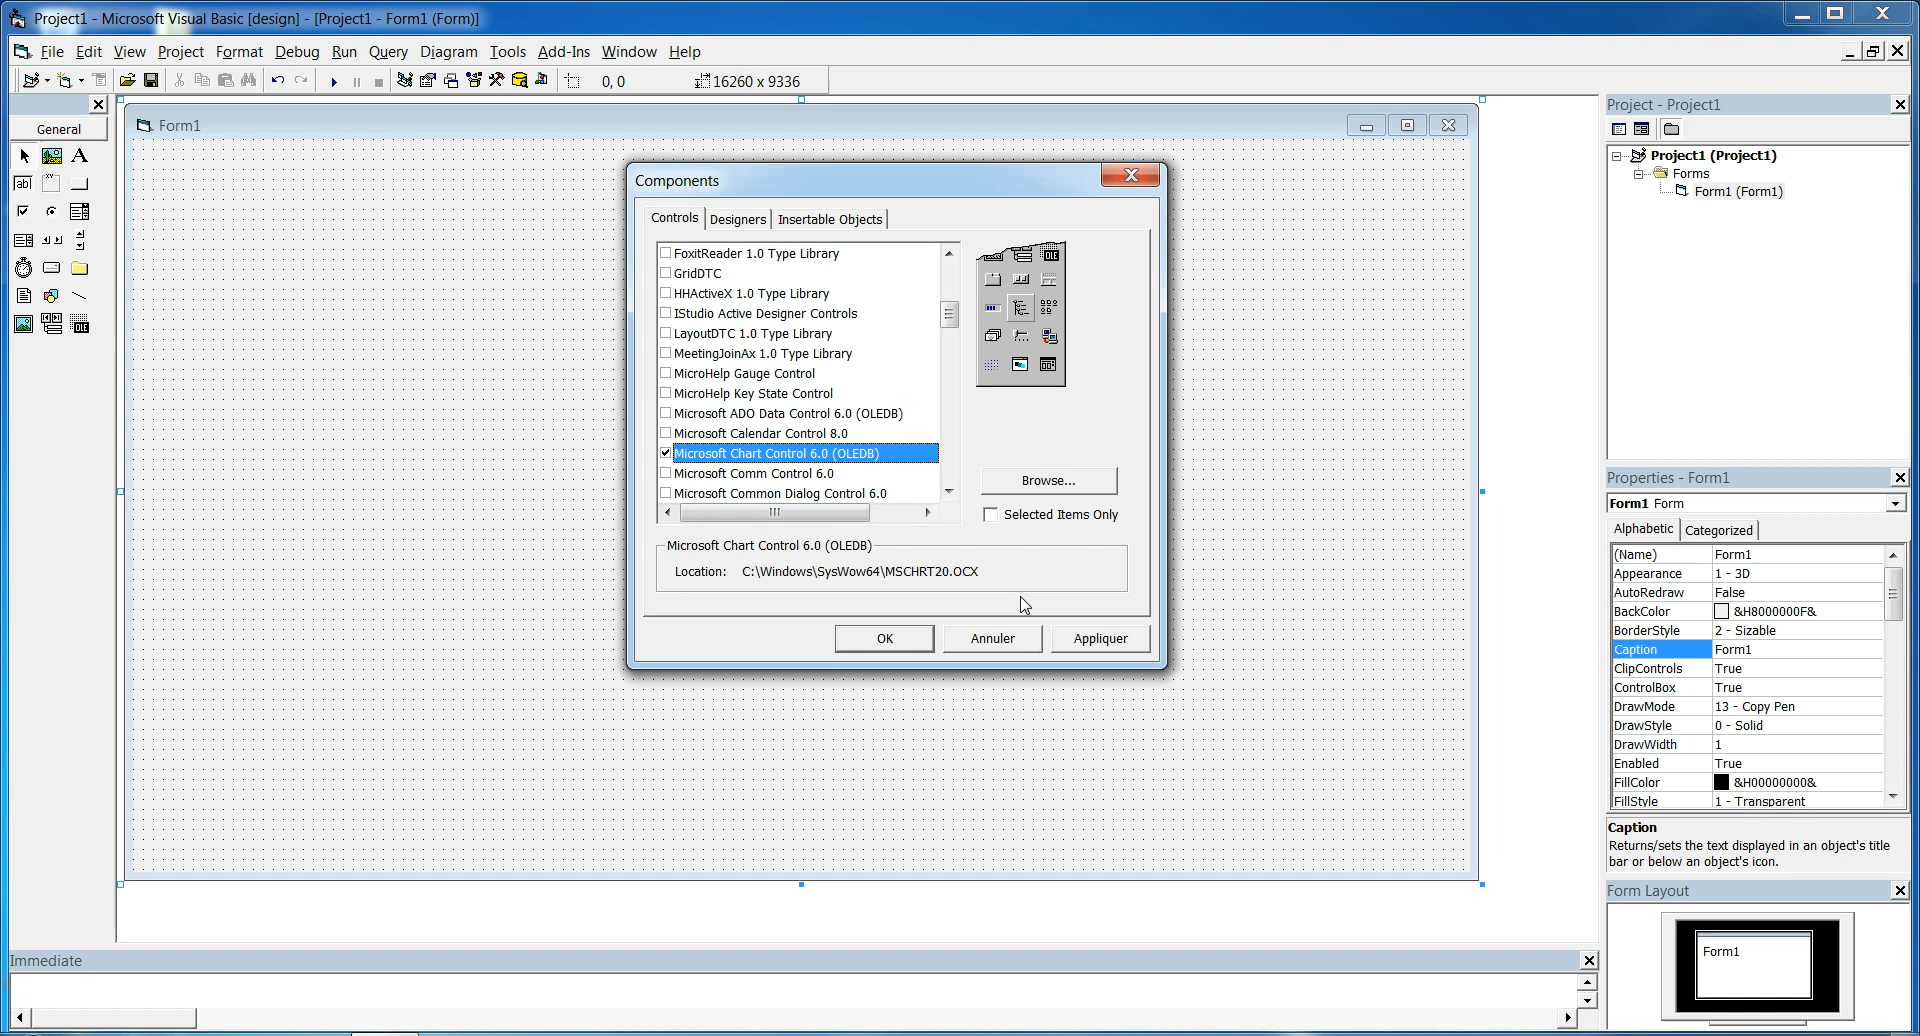 Project1 - Microsoft Visual Basic [design] - [Project1 - Form1 (Form)]
File Edit View Project Format Debug Run Query Diagram Tools Add-Ins Window Help
0, 0 16260 x 9336
General
A
ab
xy
OLE
Form1
Components
Controls Designers Insertable Objects
FoxitReader 1.0 Type Library
GridDTC
HHActiveX 1.0 Type Library
IStudio Active Designer Controls
LayoutDTC 1.0 Type Library
MeetingJoinAx 1.0 Type Library
MicroHelp Gauge Control
MicroHelp Key State Control
Microsoft ADO Data Control 6.0 (OLEDB)
Microsoft Calendar Control 8.0
Microsoft Chart Control 6.0 (OLEDB)
Microsoft Comm Control 6.0
Microsoft Common Dialog Control 6.0
OLE
Browse...
Selected Items Only
Microsoft Chart Control 6.0 (OLEDB)
Location: C:\Windows\SysWow64\MSCHRT20.OCX
OK Annuler Appliquer
Project - Project1
Project1 (Project1)
Forms
Form1 (Form1)
Properties - Form1
Form1 Form
Alphabetic Categorized
(Name) Form1
Appearance 1 - 3D
AutoRedraw False
BackColor &H8000000F&
BorderStyle 2 - Sizable
Caption Form1
ClipControls True
ControlBox True
DrawMode 13 - Copy Pen
DrawStyle 0 - Solid
DrawWidth 1
Enabled True
FillColor &H00000000&
FillStyle 1 - Transparent
Caption
Returns/sets the text displayed in an object's title
bar or below an object's icon.
Form Layout
Form1
Immediate